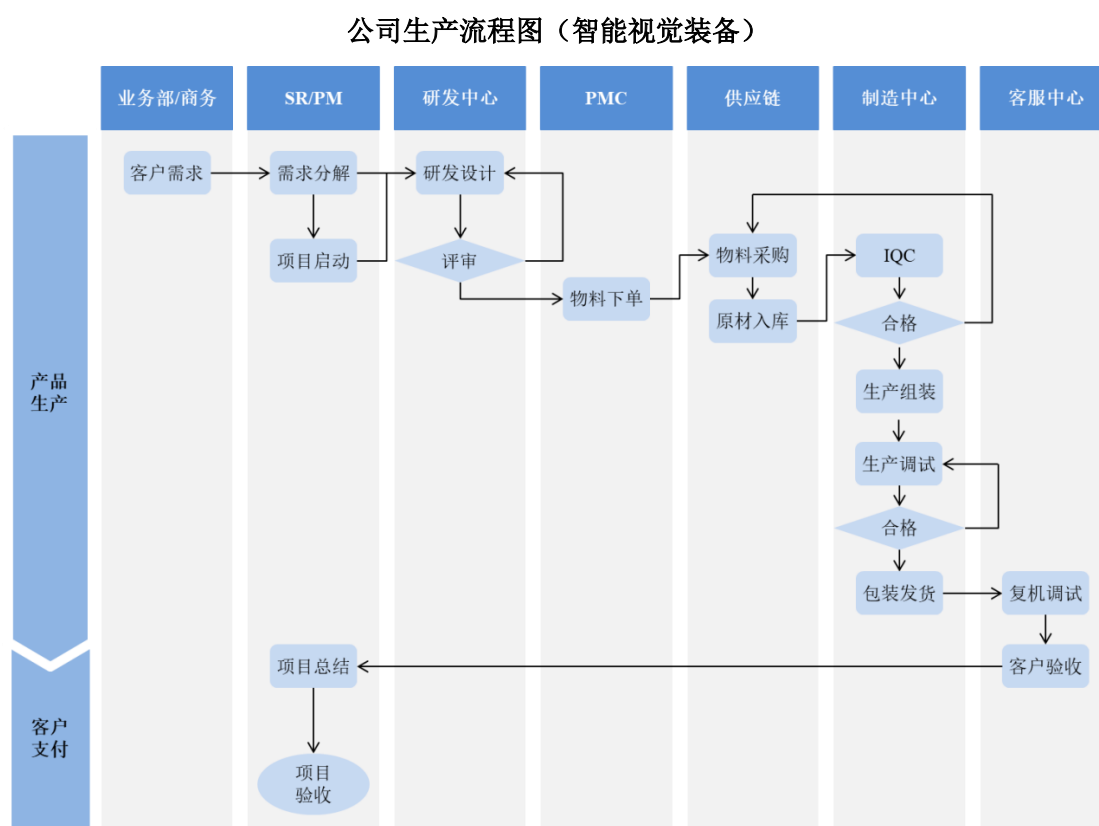 公司生产流程图（智能视觉装备）
业务部/商务
SR/PM
研发中心
PMC
供应链
制造中心
客服中心
产品
生产
客户需求
需求分解
研发设计
项目启动
评审
物料下单
物料采购
原材入库
IQC
合格
生产组装
生产调试
合格
包装发货
复机调试
客户
支付
项目总结
客户验收
项目
验收